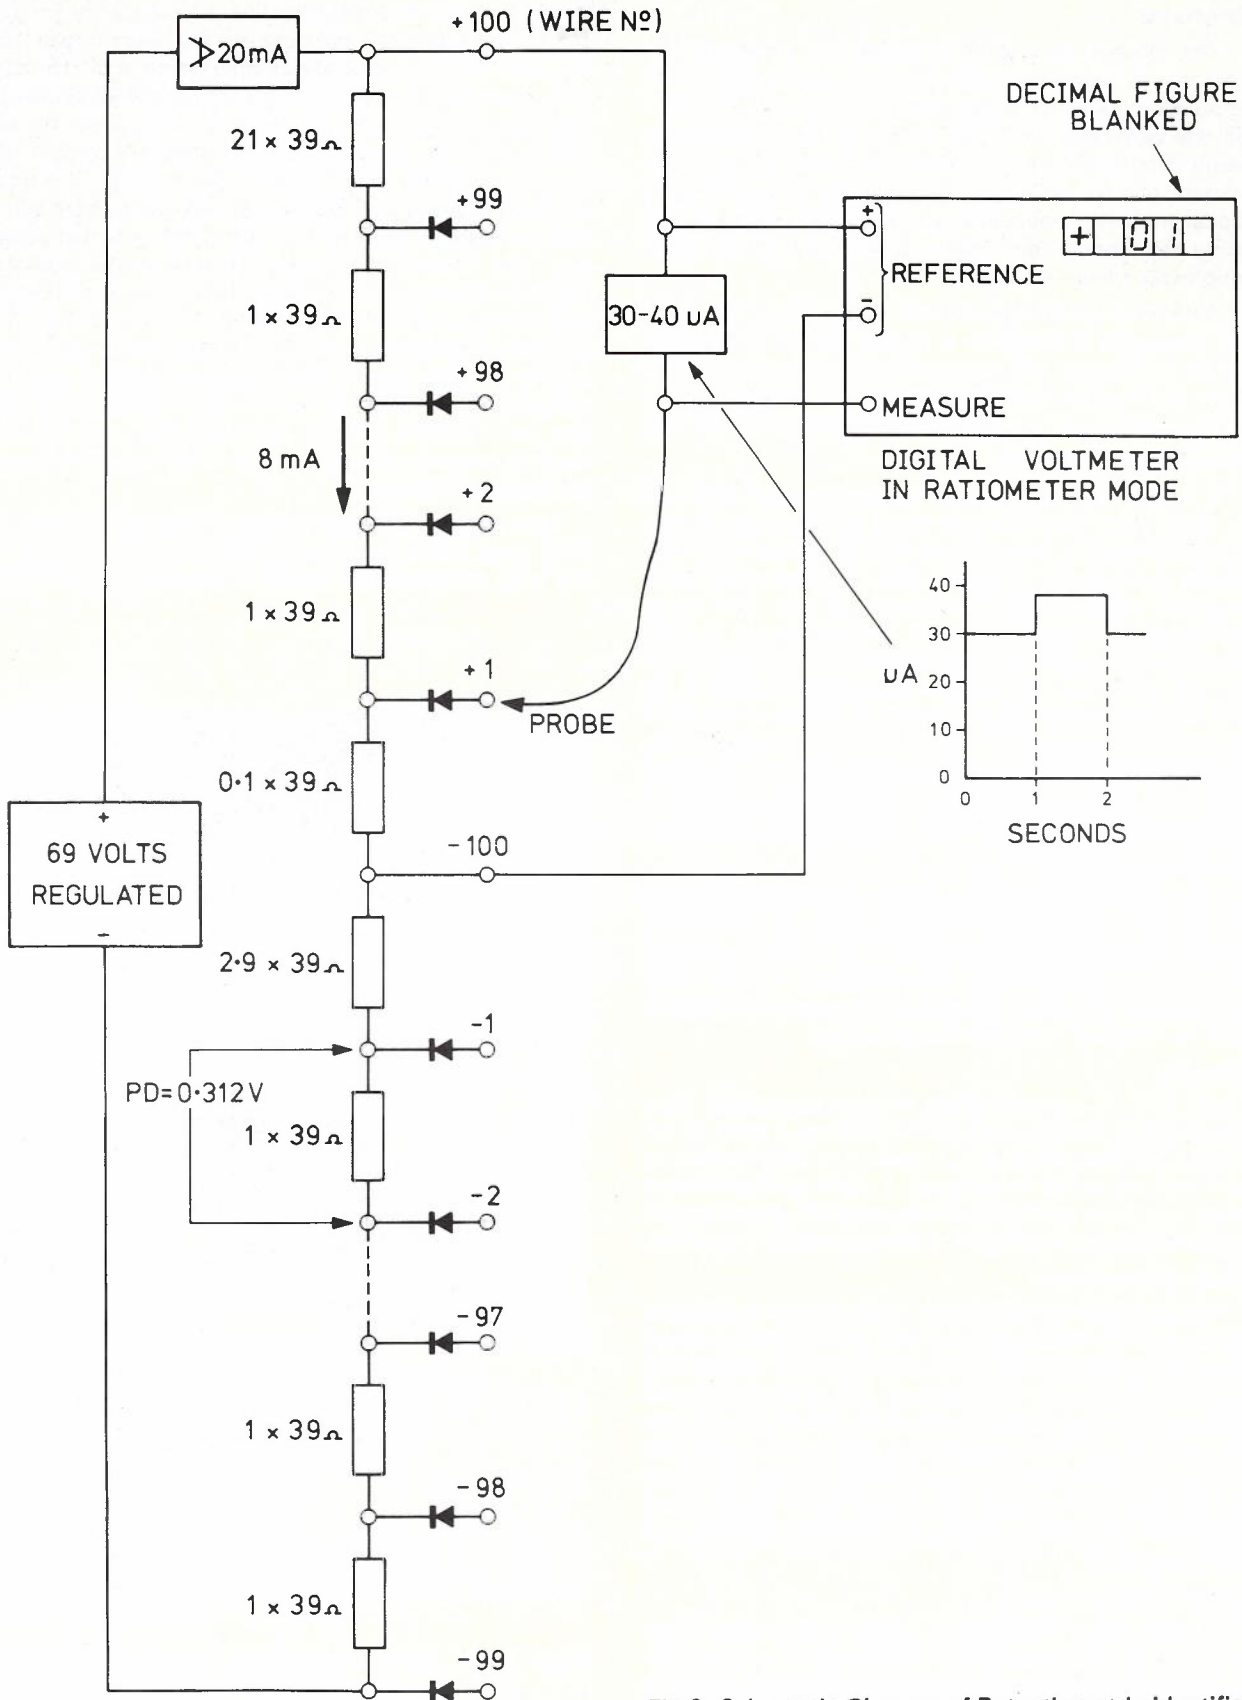 +100 (WIRE Nº)
≯20mA
DECIMAL FIGURE
BLANKED
21 × 39Ω
+99
+
+ 01
REFERENCE
-
1 × 39Ω
30-40 uA
+98
MEASURE
8 mA
DIGITAL VOLTMETER
IN RATIOMETER MODE
+2
1 × 39Ω
40
30
uA 20
10
0
0 1 2
SECONDS
+1
PROBE
0·1 × 39Ω
-100
+
69 VOLTS
REGULATED
-
2·9 × 39Ω
-1
PD=0·312V
1 × 39Ω
-2
-97
1 × 39Ω
-98
1 × 39Ω
-99